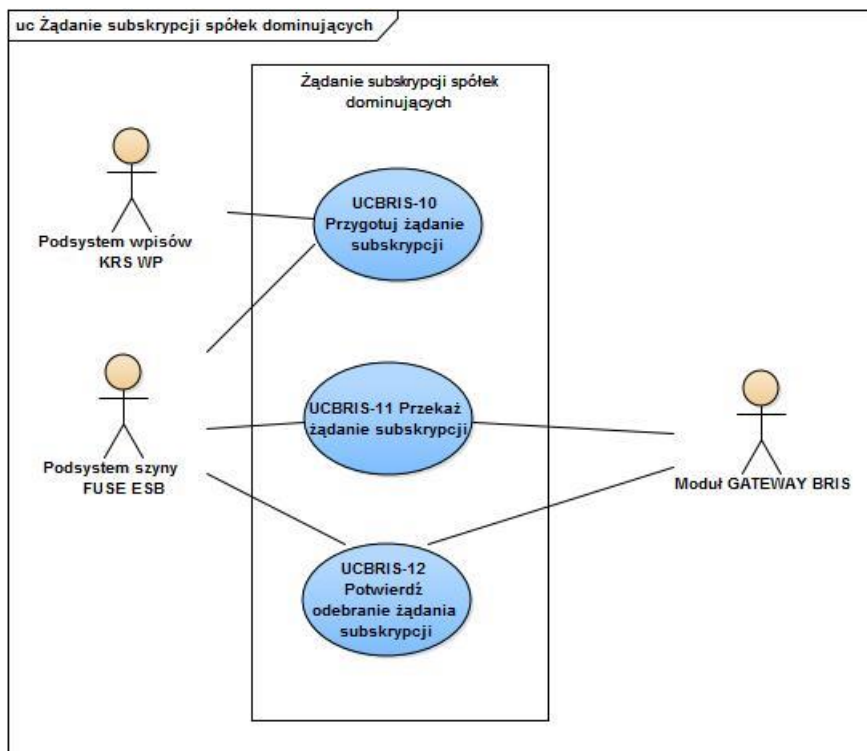 uc Żądanie subskrypcji spółek dominujących
Żądanie subskrypcji spółek
dominujących
UCBRIS-10
Przygotuj żądanie
subskrypcji
Podsystem wpisów
KRS WP
UCBRIS-11 Przekaż
żądanie subskrypcji
Podsystem szyny
FUSE ESB
Moduł GATEWAY BRIS
UCBRIS-12
Potwierdź
odebranie żądania
subskrypcji